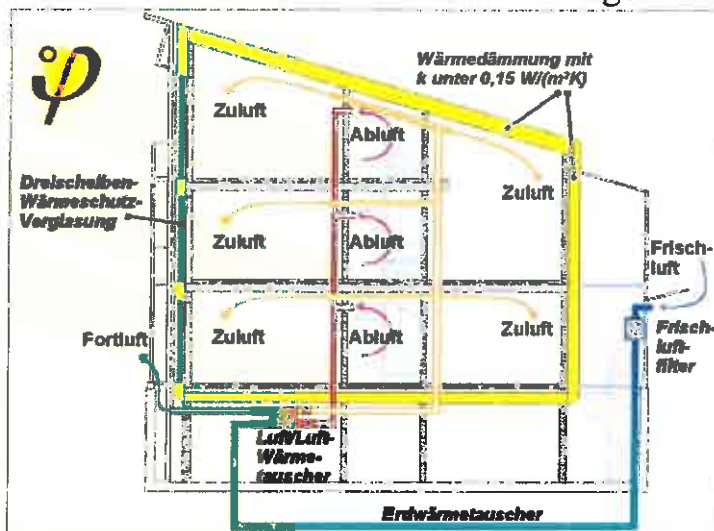 Wärmedämmung mit
k unter 0,15 W/(m²K)
Zuluft
Abluft
Dreischeiben-
Wärmeschutz-
Verglasung
Zuluft
Zuluft
Abluft
Frisch-
luft
Fortluft
Zuluft
Abluft
Zuluft
Frisch-
luft-
filter
Luft/Luft-
Wärme-
tauscher
Erdwärmetauscher